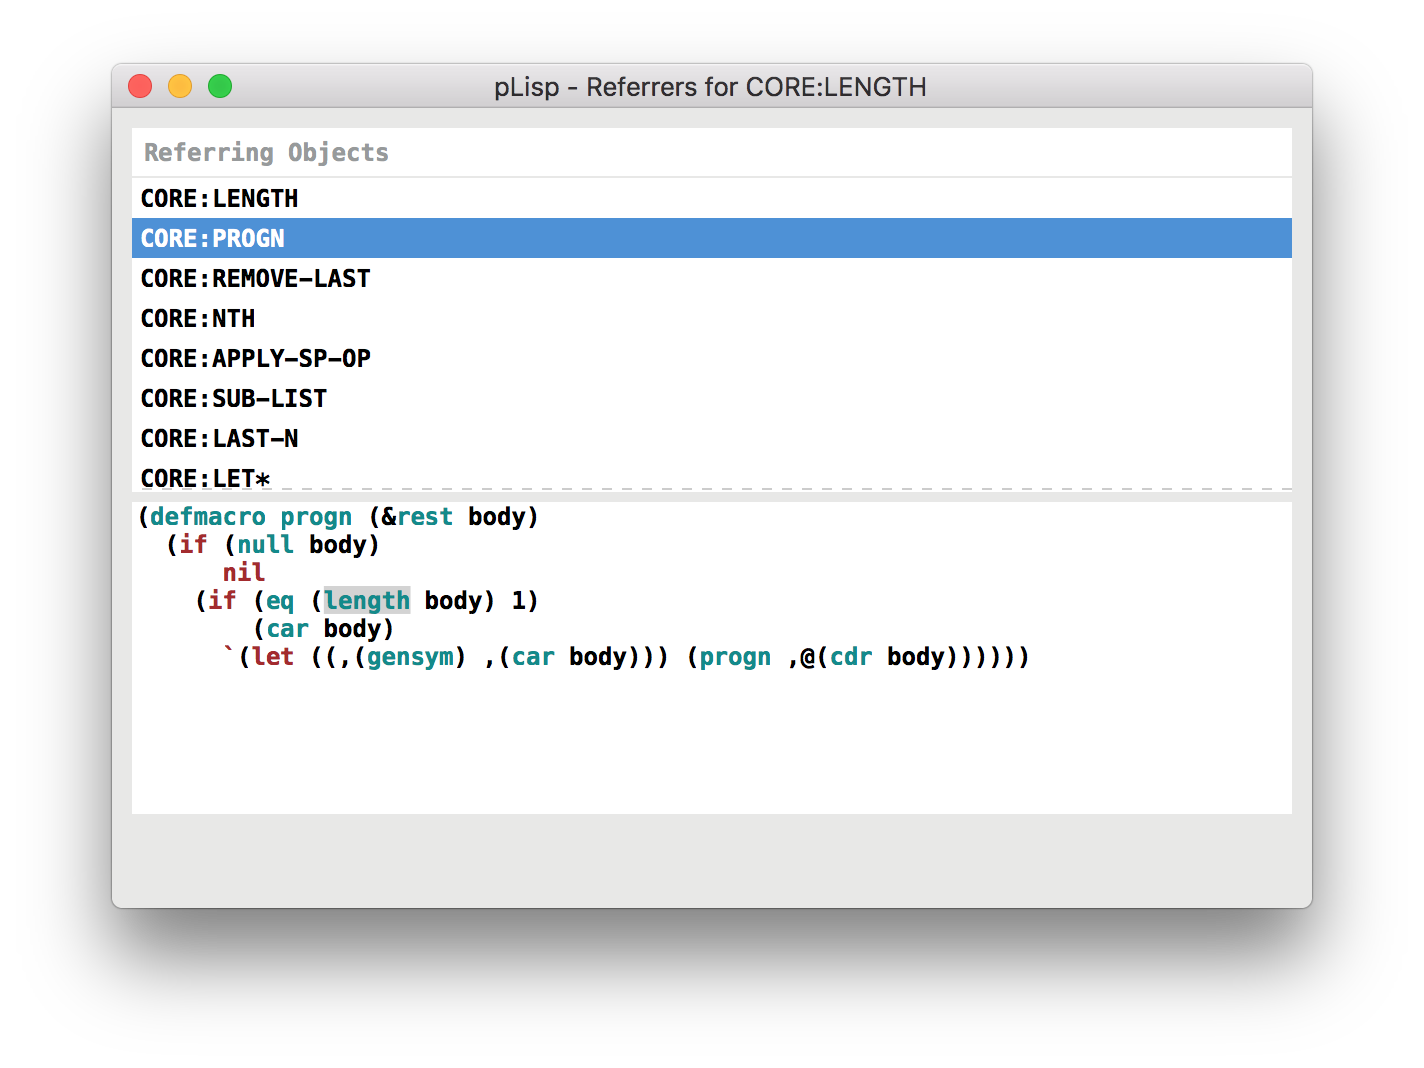 pLisp - Referrers for CORE:LENGTH
Referring Objects
CORE:LENGTH
CORE:PROGN
CORE:REMOVE-LAST
CORE:NTH
CORE:APPLY-SP-OP
CORE:SUB-LIST
CORE:LAST-N
CORE:LET*
(defmacro progn (&rest body)
  (if (null body)
      nil
    (if (eq (length body) 1)
        (car body)
      `(let ((,(gensym) ,(car body))) (progn ,@(cdr body))))))